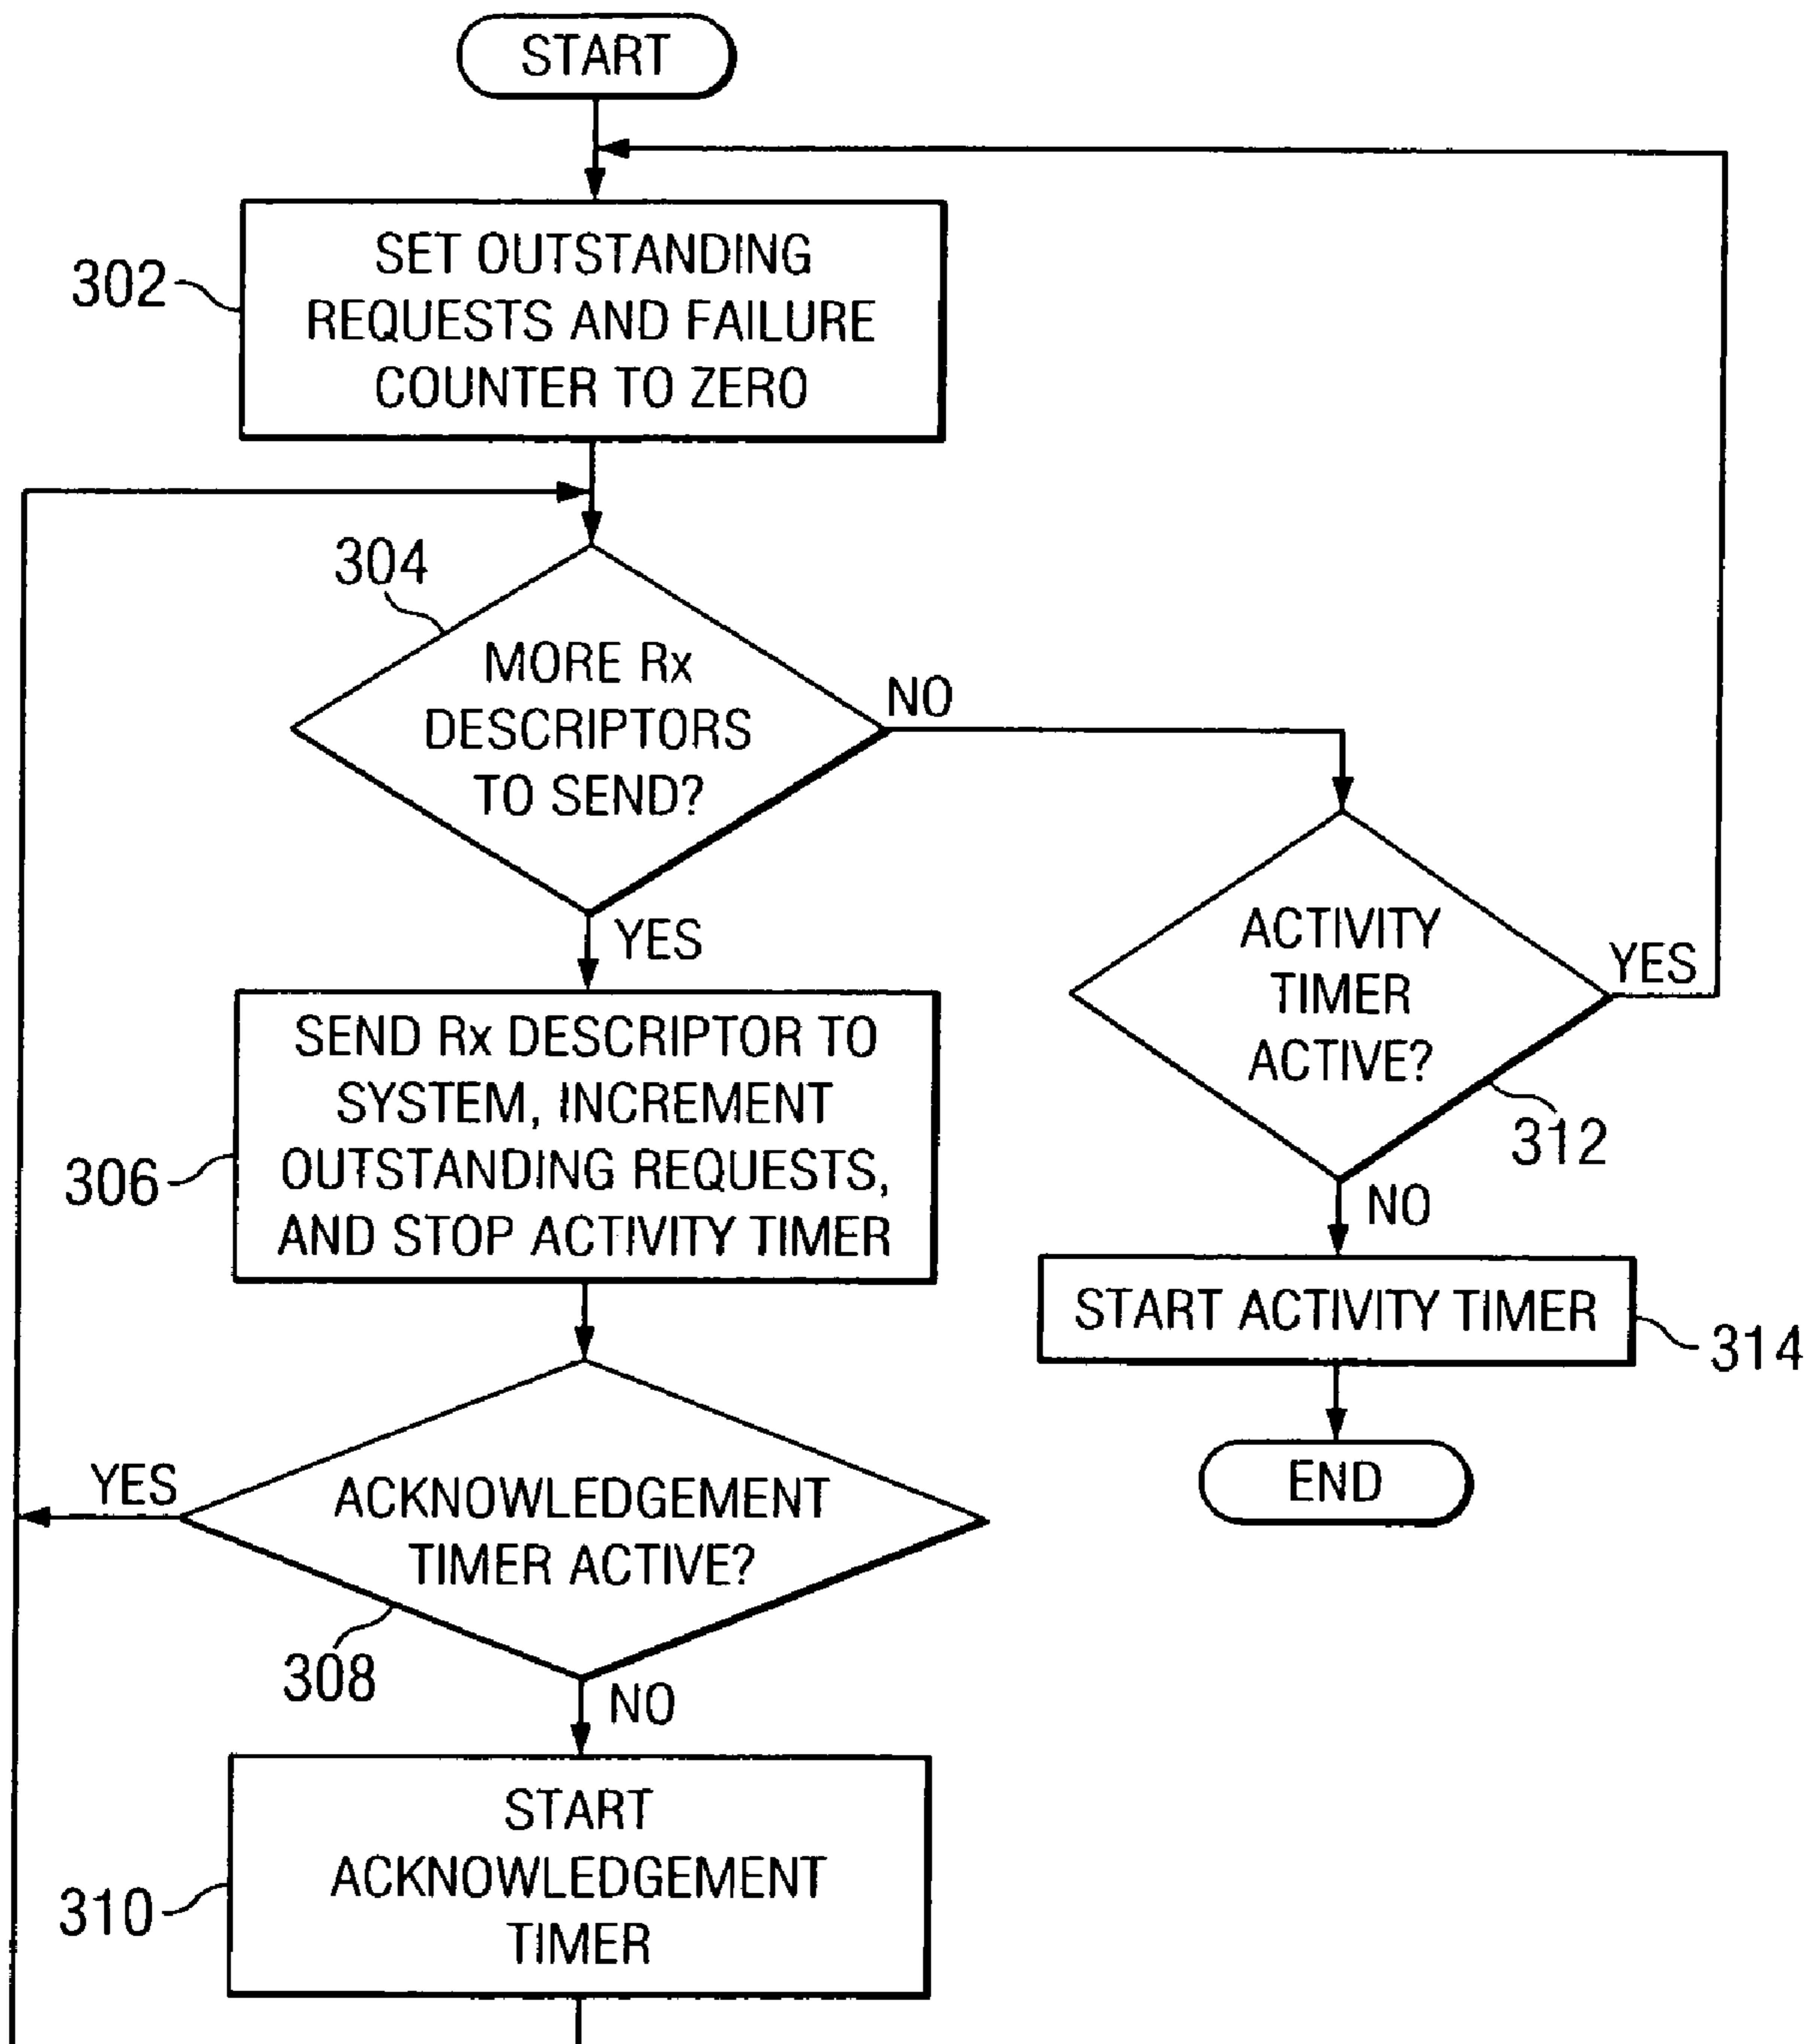 START
302
SET OUTSTANDING
REQUESTS AND FAILURE
COUNTER TO ZERO
304
MORE Rx
DESCRIPTORS
TO SEND?
NO
YES
ACTIVITY
TIMER
ACTIVE?
YES
312
NO
306
SEND Rx DESCRIPTOR TO
SYSTEM, INCREMENT
OUTSTANDING REQUESTS,
AND STOP ACTIVITY TIMER
START ACTIVITY TIMER
314
END
YES
ACKNOWLEDGEMENT
TIMER ACTIVE?
308
NO
310
START
ACKNOWLEDGEMENT
TIMER